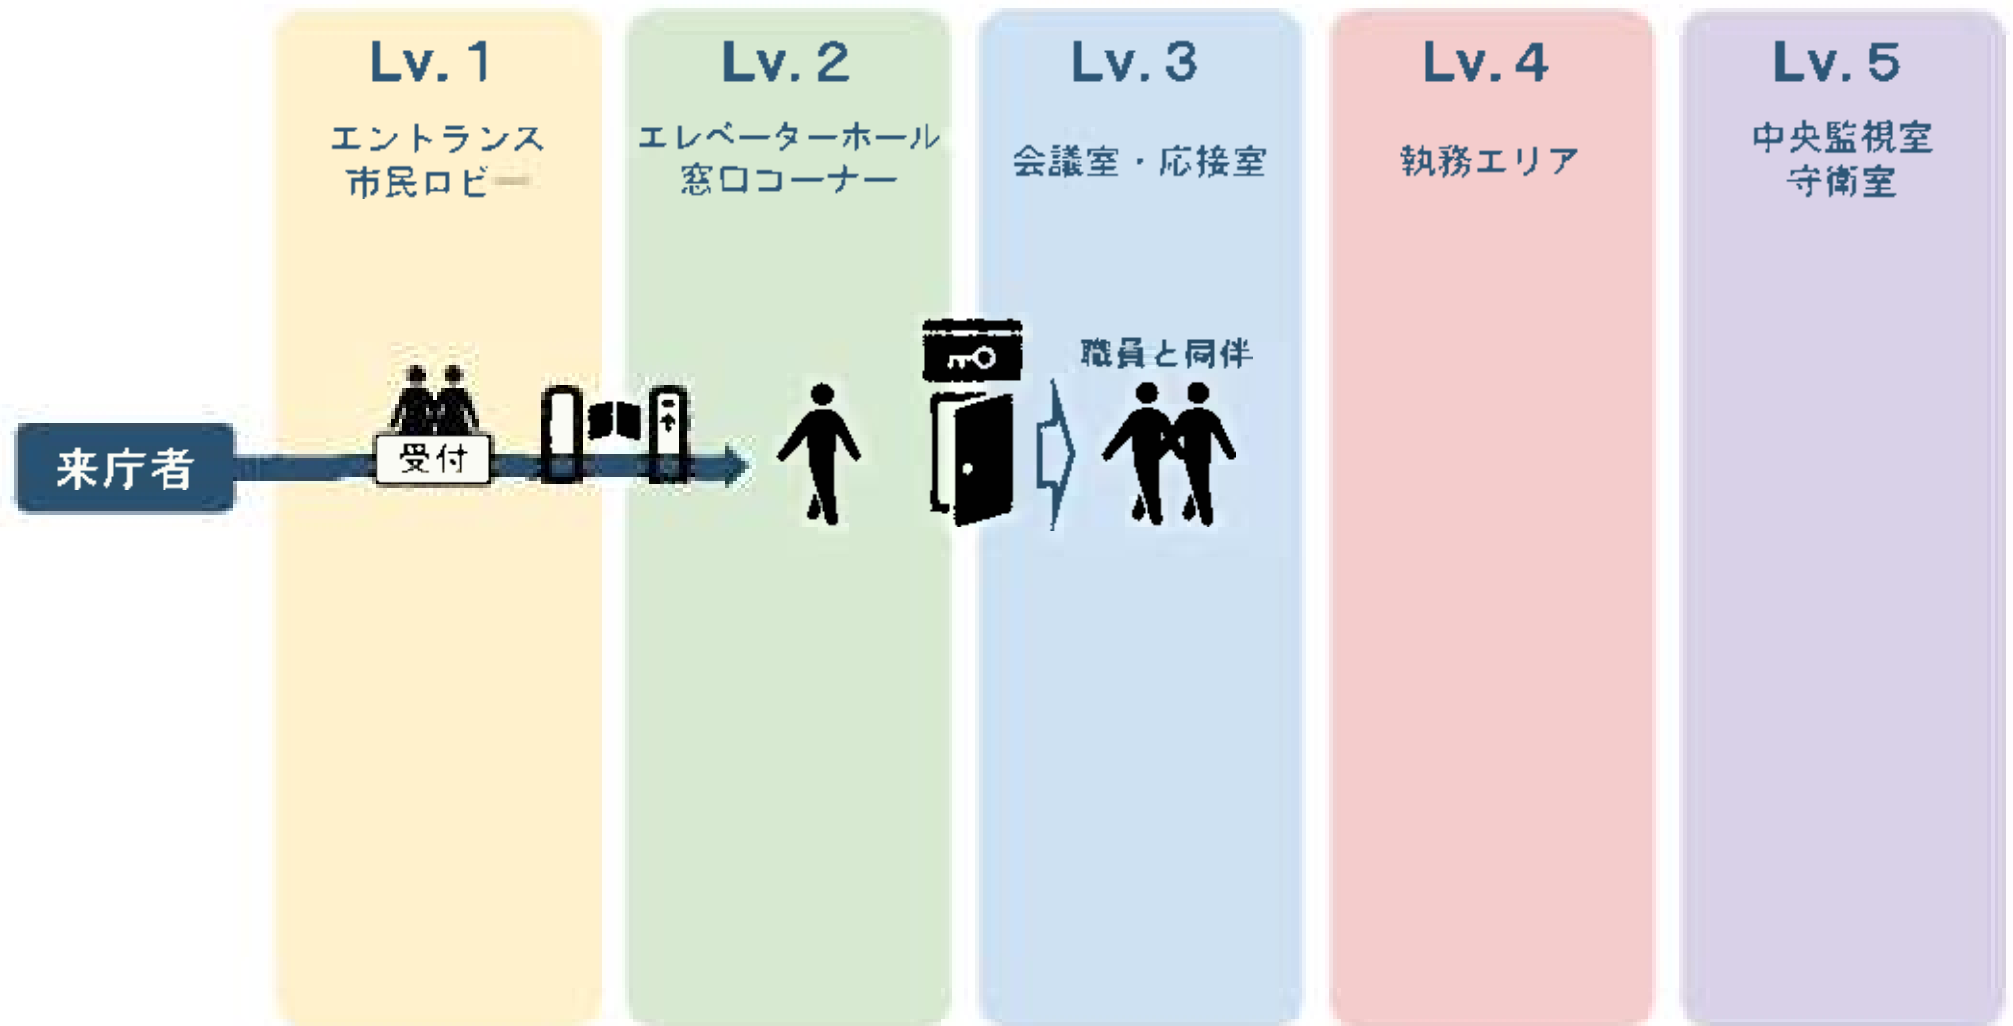 Lv. 1
エントランス
市民ロビー
Lv. 2
エレベーターホール
窓口コーナー
Lv. 3
会議室・応接室
Lv. 4
執務エリア
Lv. 5
中央監視室
守衛室
来庁者
受付
職員と同伴